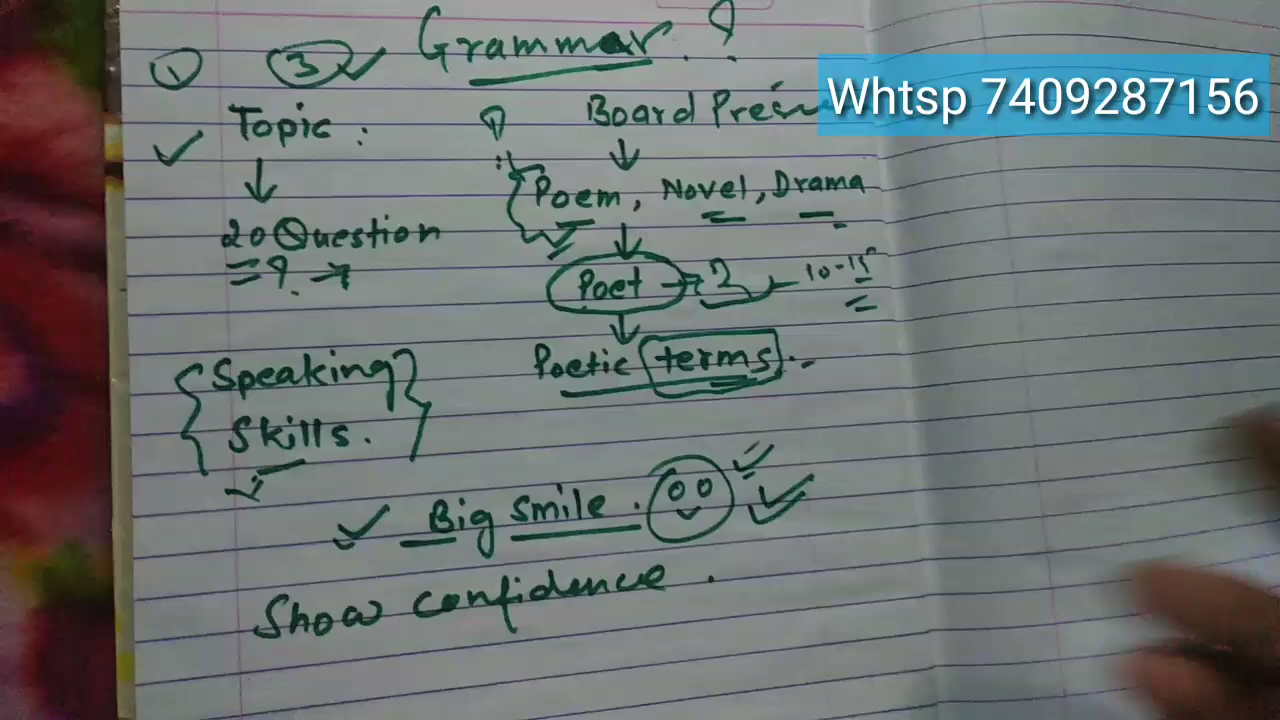 Grammar. ?
① ③
Whtsp 7409287156
Topic :
Board
Poem, Novel, Drama
20 Question
= ?
Poet → ? 10-15
Poetic terms.
Speaking
Skills.
Big smile.
Show confidence.